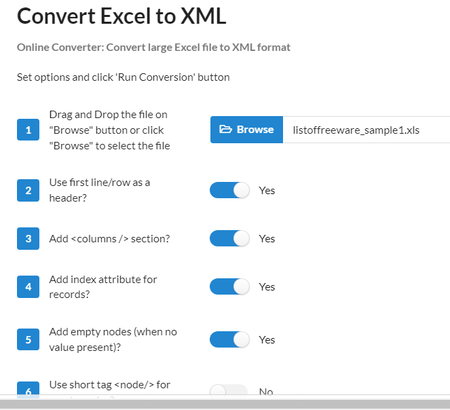 Convert Excel to XML
Online Converter: Convert large Excel file to XML format
Set options and click 'Run Conversion' button
1 Drag and Drop the file on
"Browse" button or click
"Browse" to select the file
Browse listoffreeware_sample1.xls
2 Use first line/row as a
header?
Yes
3 Add <columns /> section? Yes
4 Add index attribute for
records?
Yes
5 Add empty nodes (when no
value present)?
Yes
6 Use short tag <node/> for
No